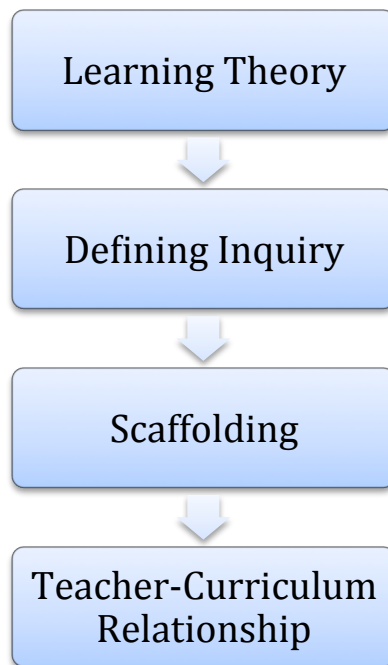 Learning Theory
Defining Inquiry
Scaffolding
Teacher-Curriculum
Relationship